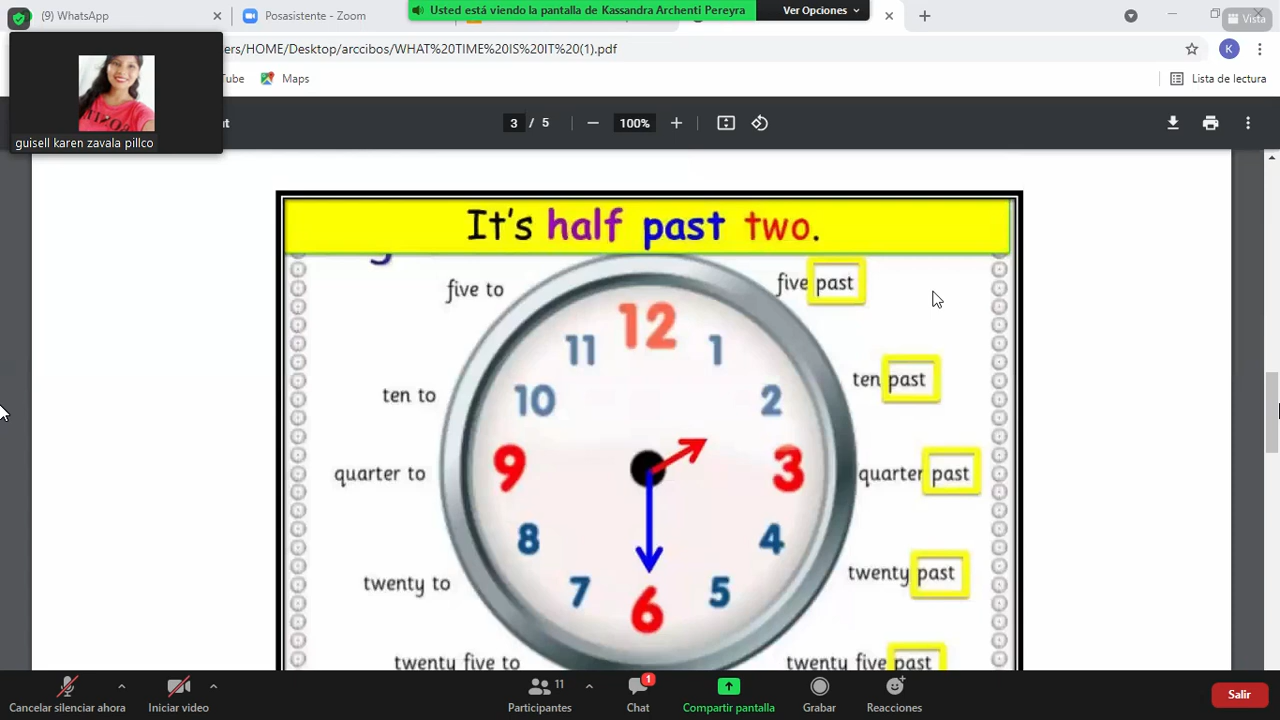 (9) WhatsApp
Posasistente - Zoom
Usted está viendo la pantalla de Kassandra Archenti Pereyra
Ver Opciones
Vista
ers/HOME/Desktop/arccibos/WHAT%20TIME%20IS%20IT%20(1).pdf
K
Tube
Maps
Lista de lectura
guisell karen zavala pillco
3 / 5
100%
It's half past two.
five to
five past
12
11
1
10
2
ten to
ten past
9
3
quarter to
quarter past
8
4
twenty to
twenty past
7
5
6
twenty five to
twenty five past
11
1
Cancelar silenciar ahora
Iniciar video
Participantes
Chat
Compartir pantalla
Grabar
Reacciones
Salir